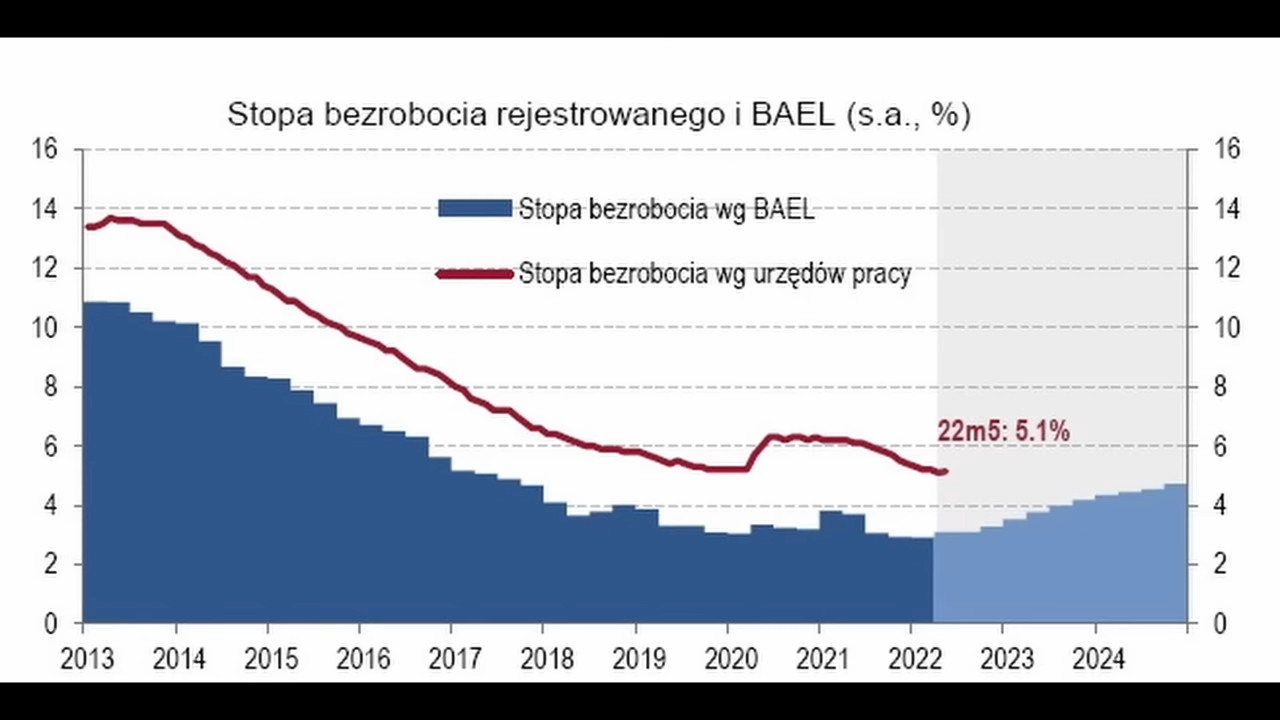 Stopa bezrobocia rejestrowanego i BAEL (s.a., %)
16 16
14 Stopa bezrobocia wg BAEL 14
12 Stopa bezrobocia wg urzędów pracy 12
10 10
8 8
22m5: 5.1%
6 6
4 4
2 2
0 0
2013 2014 2015 2016 2017 2018 2019 2020 2021 2022 2023 2024